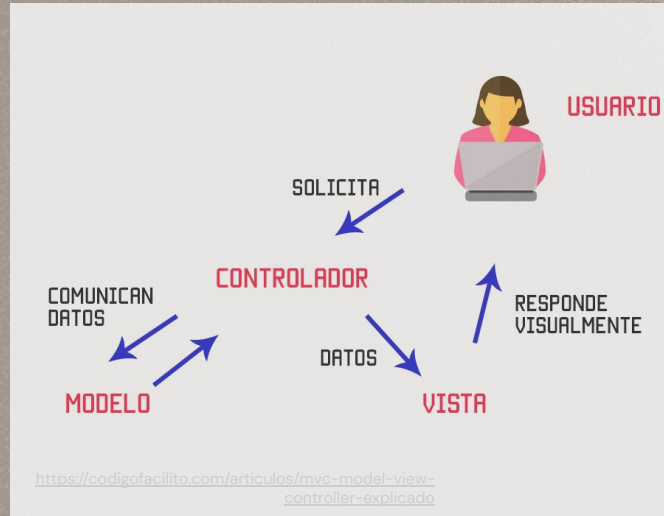 USUARIO
SOLICITA
CONTROLADOR
COMUNICAN
DATOS
RESPONDE
VISUALMENTE
DATOS
MODELO
VISTA
https://codigofacilito.com/articulos/mvc-model-view-
controller-explicado